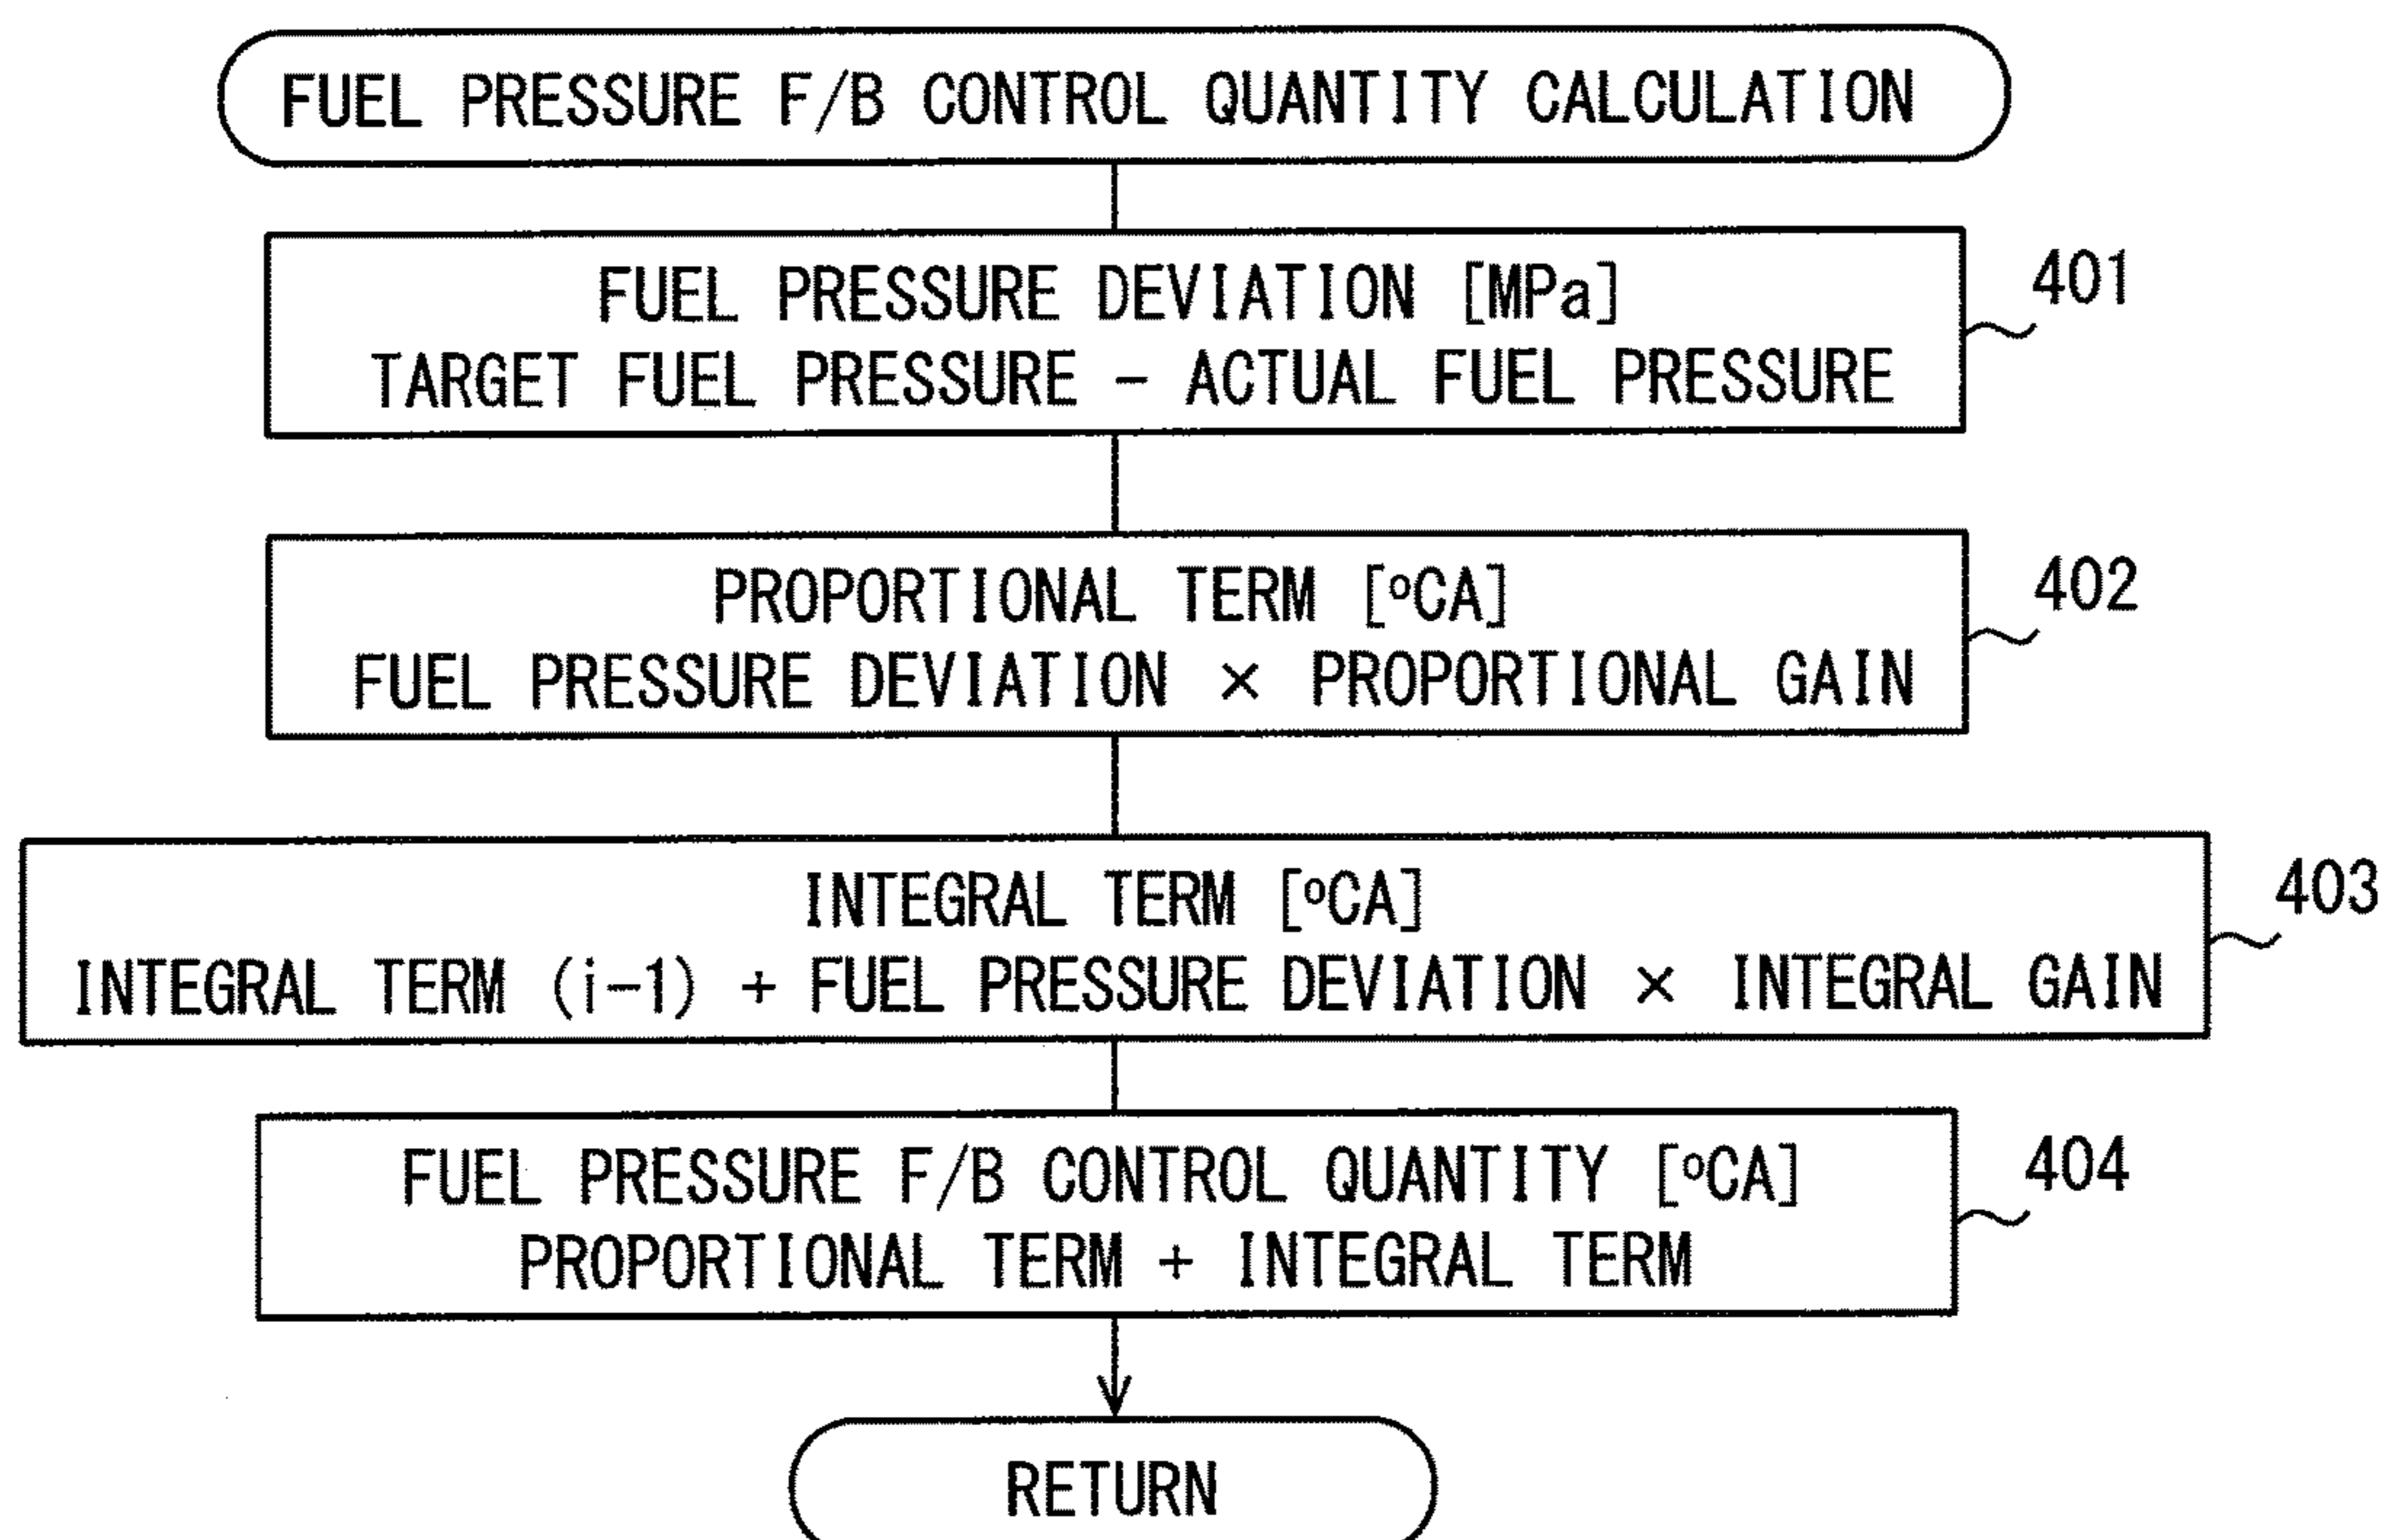 FUEL PRESSURE F/B CONTROL QUANTITY CALCULATION
FUEL PRESSURE DEVIATION [MPa]
TARGET FUEL PRESSURE - ACTUAL FUEL PRESSURE
401
PROPORTIONAL TERM [°CA]
FUEL PRESSURE DEVIATION × PROPORTIONAL GAIN
402
INTEGRAL TERM [°CA]
INTEGRAL TERM (i-1) + FUEL PRESSURE DEVIATION × INTEGRAL GAIN
403
FUEL PRESSURE F/B CONTROL QUANTITY [°CA]
PROPORTIONAL TERM + INTEGRAL TERM
404
RETURN